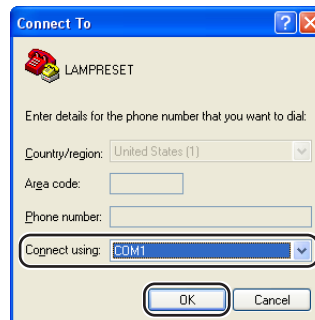 Connect To
LAMPRESET
Enter details for the phone number that you want to dial:
Country/region: United States (1)
Area code:
Phone number:
Connect using: COM1
OK Cancel